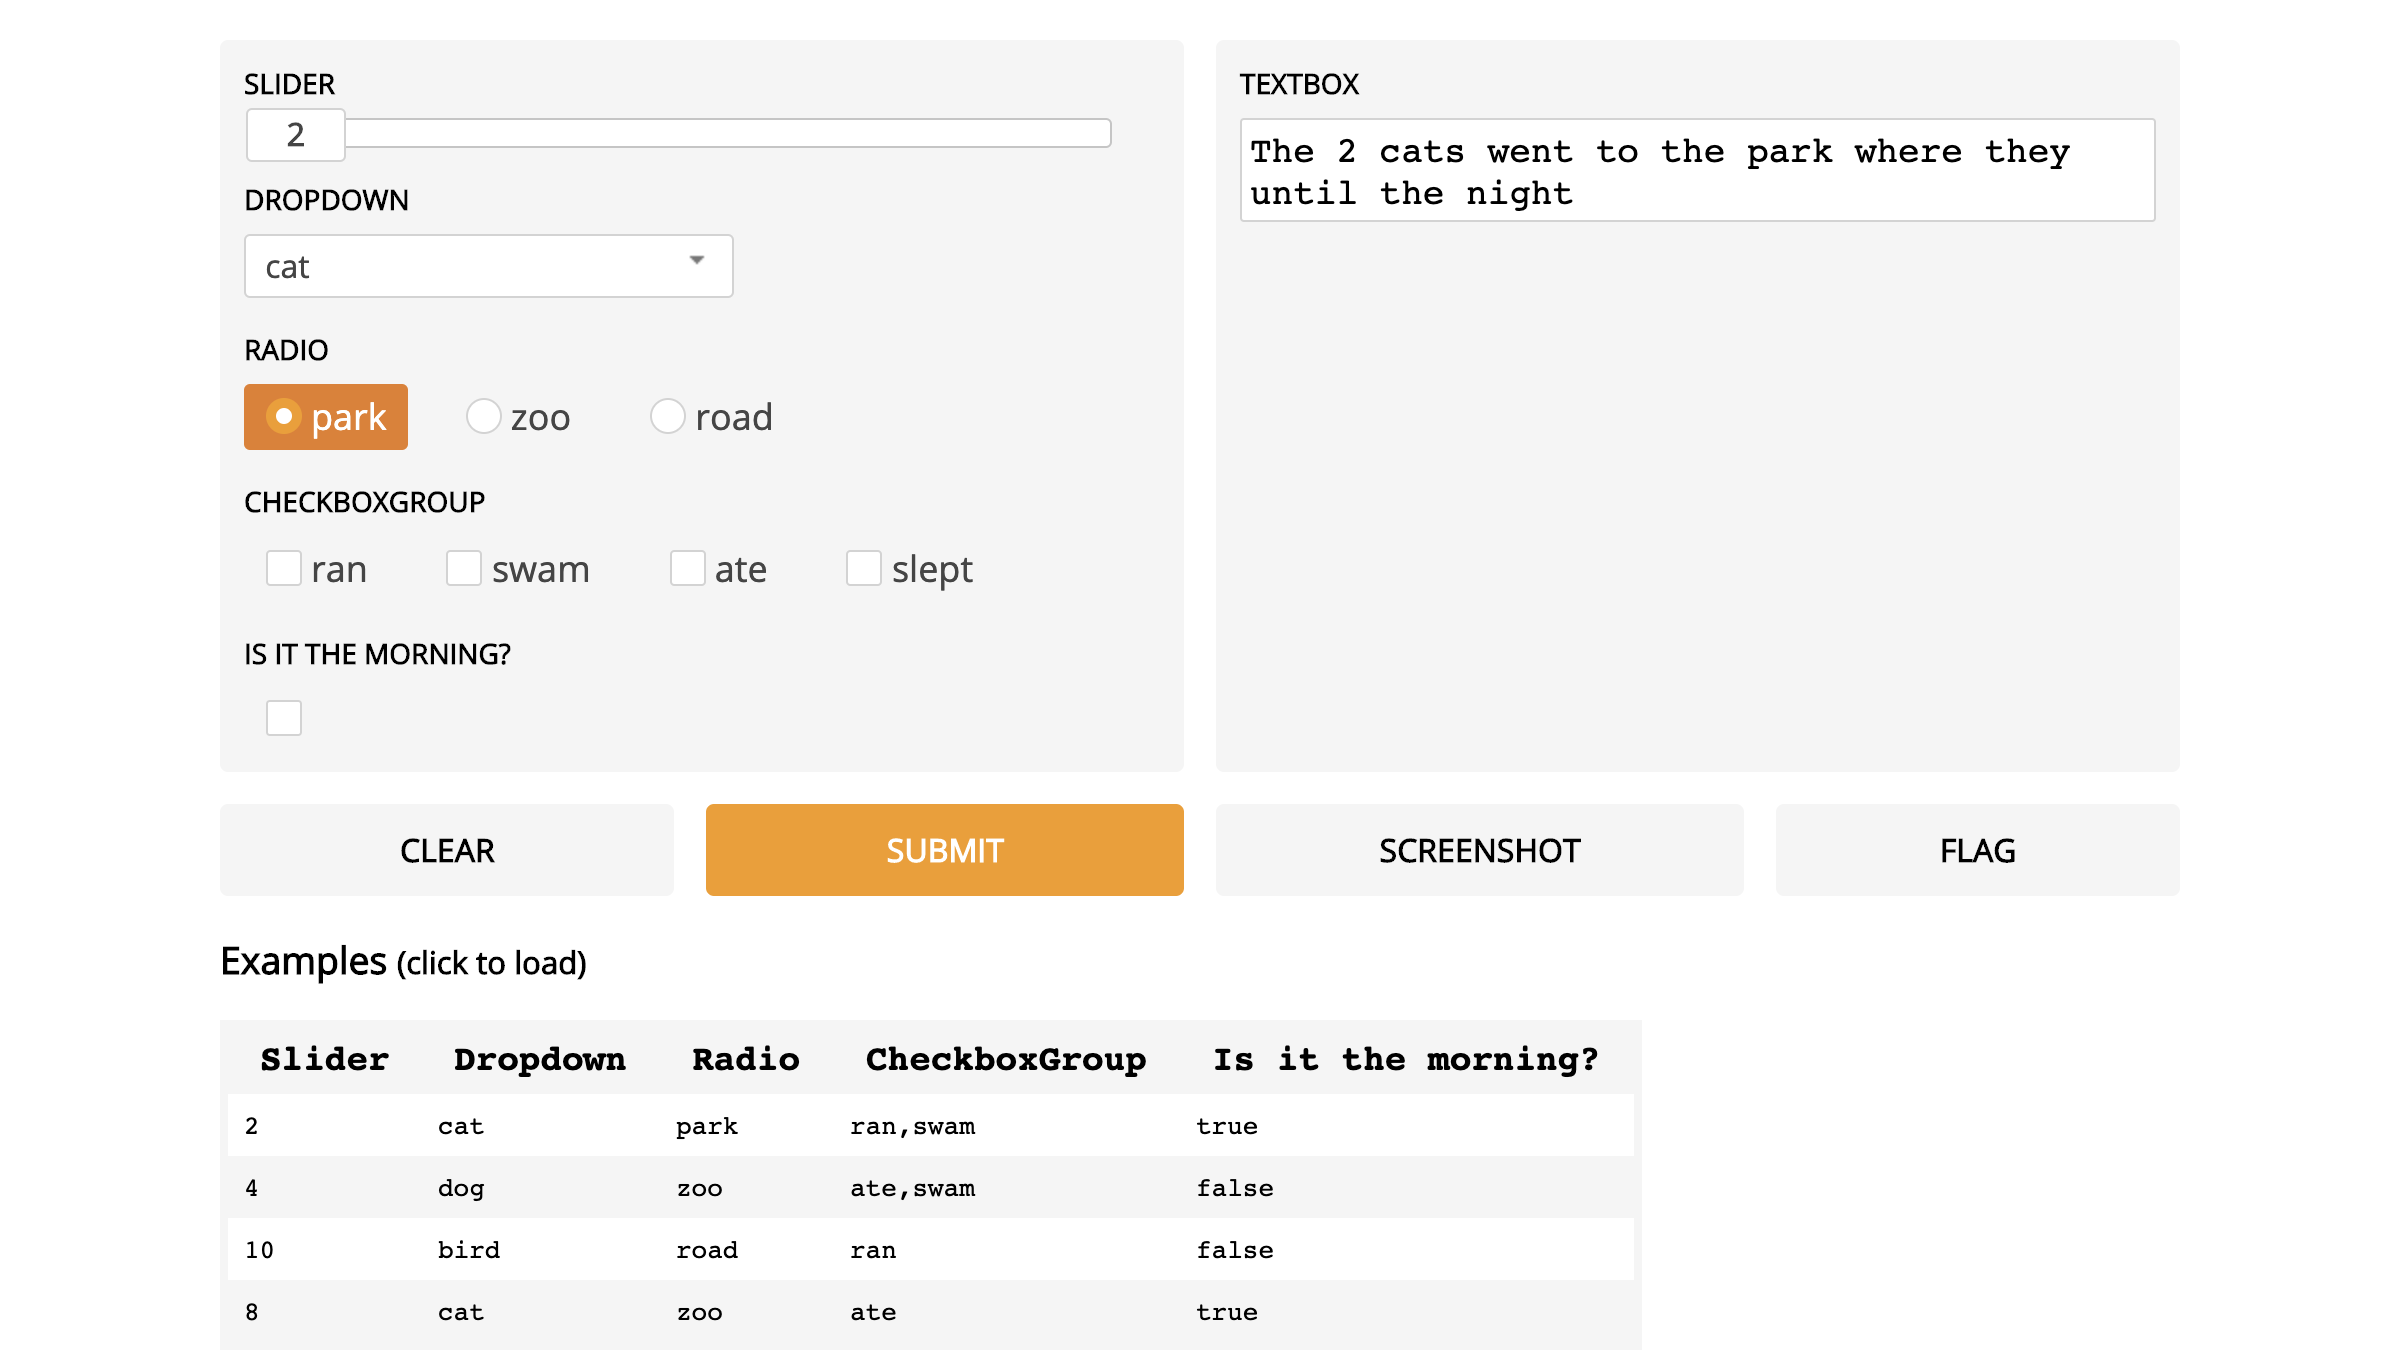 SLIDER
2
DROPDOWN
cat
RADIO
park zoo road
CHECKBOXGROUP
ran swam ate slept
IS IT THE MORNING?
TEXTBOX
The 2 cats went to the park where they
until the night
CLEAR SUBMIT SCREENSHOT FLAG
Examples (click to load)
Slider Dropdown Radio CheckboxGroup Is it the morning?
2 cat park ran,swam true
4 dog zoo ate,swam false
10 bird road ran false
8 cat zoo ate true